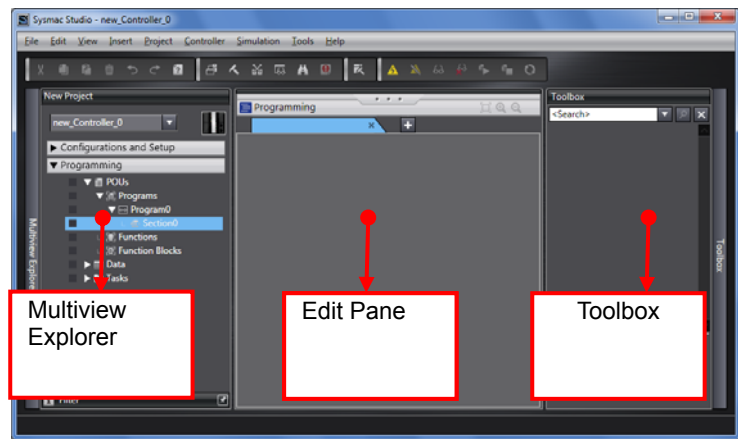 Sysmac Studio - new_Controller_0
File Edit View Insert Project Controller Simulation Tools Help
New Project
new_Controller_0
Configurations and Setup
Programming
POUs
Programs
Program0
Section0
Functions
Function Blocks
Data
Tasks
Multiview Explorer
Programming
Toolbox
<Search>
Toolbox
Multiview
Explorer
Edit Pane
Toolbox
Filter